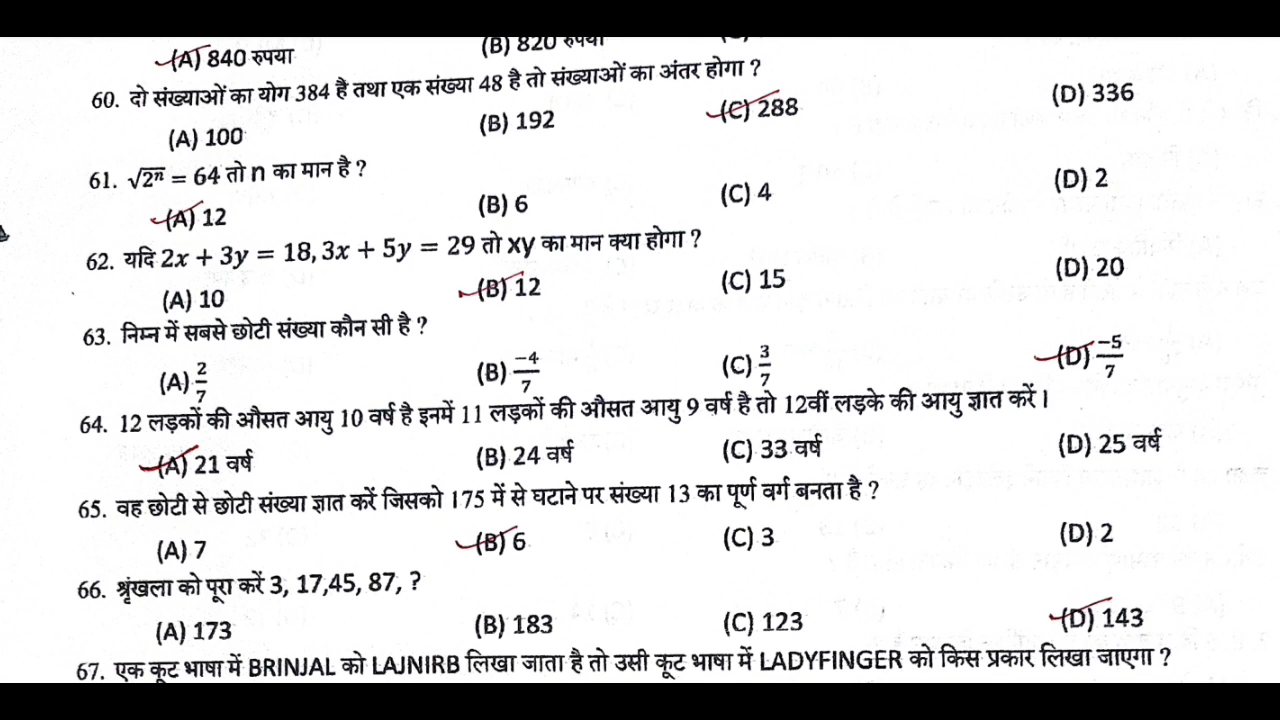 (A) 840 रुपया (B) 820 रुपया
60. दो संख्याओं का योग 384 है तथा एक संख्या 48 है तो संख्याओं का अंतर होगा ?
(A) 100 (B) 192 (C) 288 (D) 336
61. √2ⁿ = 64 तो n का मान है ?
(A) 12 (B) 6 (C) 4 (D) 2
62. यदि 2x + 3y = 18, 3x + 5y = 29 तो xy का मान क्या होगा ?
(A) 10 (B) 12 (C) 15 (D) 20
63. निम्न में सबसे छोटी संख्या कौन सी है ?
(A) 2/7 (B) -4/7 (C) 3/7 (D) -5/7
64. 12 लड़कों की औसत आयु 10 वर्ष है इनमें 11 लड़कों की औसत आयु 9 वर्ष है तो 12वीं लड़के की आयु ज्ञात करें।
(A) 21 वर्ष (B) 24 वर्ष (C) 33 वर्ष (D) 25 वर्ष
65. वह छोटी से छोटी संख्या ज्ञात करें जिसको 175 में से घटाने पर संख्या 13 का पूर्ण वर्ग बनता है ?
(A) 7 (B) 6 (C) 3 (D) 2
66. श्रृंखला को पूरा करें 3, 17,45, 87, ?
(A) 173 (B) 183 (C) 123 (D) 143
67. एक कूट भाषा में BRINJAL को LAJNIRB लिखा जाता है तो उसी कूट भाषा में LADYFINGER को किस प्रकार लिखा जाएगा ?